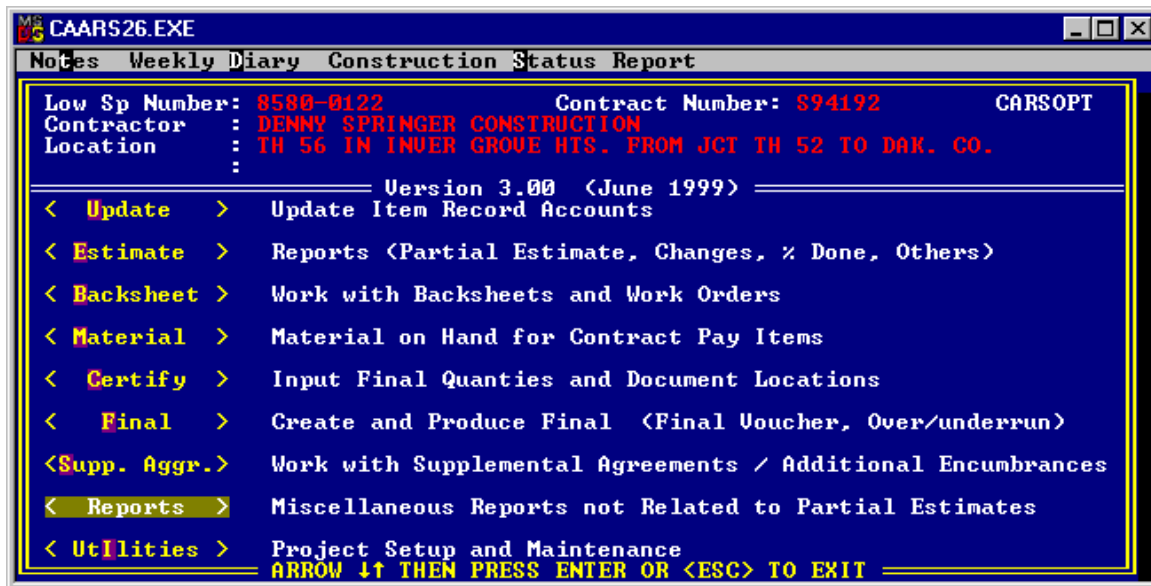 MS DOS CAARS26.EXE
Notes Weekly Diary Construction Status Report
Low Sp Number: 8580-0122 Contract Number: S94192 CARSOPT
Contractor : DENNY SPRINGER CONSTRUCTION
Location : TH 56 IN INVER GROVE HTS. FROM JCT TH 52 TO DAK. CO.
:
Version 3.00 (June 1999)
< Update > Update Item Record Accounts
< Estimate > Reports (Partial Estimate, Changes, % Done, Others)
< Backsheet > Work with Backsheets and Work Orders
< Material > Material on Hand for Contract Pay Items
< Certify > Input Final Quanties and Document Locations
< Final > Create and Produce Final (Final Voucher, Over/underrun)
<Supp. Aggr.> Work with Supplemental Agreements / Additional Encumbrances
< Reports > Miscellaneous Reports not Related to Partial Estimates
< UtIlities > Project Setup and Maintenance
ARROW ↓↑ THEN PRESS ENTER OR <ESC> TO EXIT